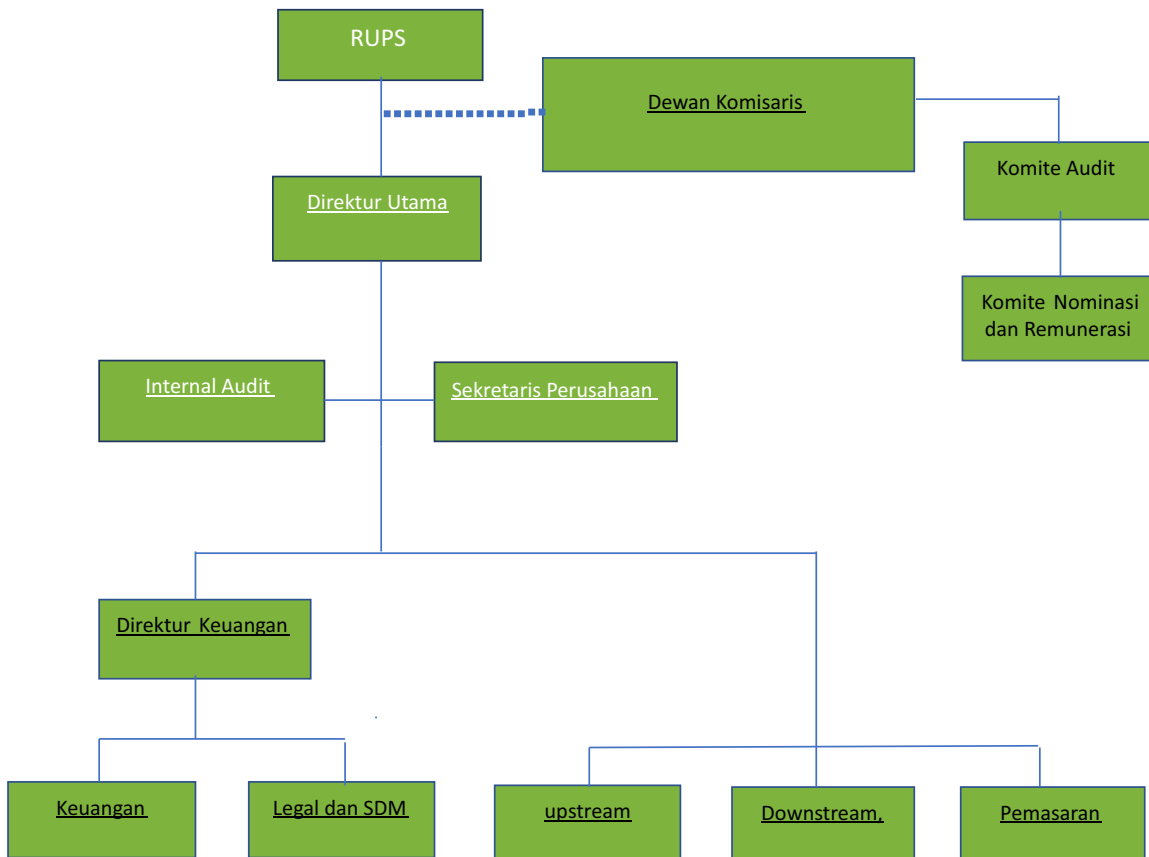 RUPS
Dewan Komisaris
Komite Audit
Direktur Utama
Komite Nominasi
dan Remunerasi
Internal Audit
Sekretaris Perusahaan
Direktur Keuangan
Keuangan
Legal dan SDM
upstream
Downstream,
Pemasaran